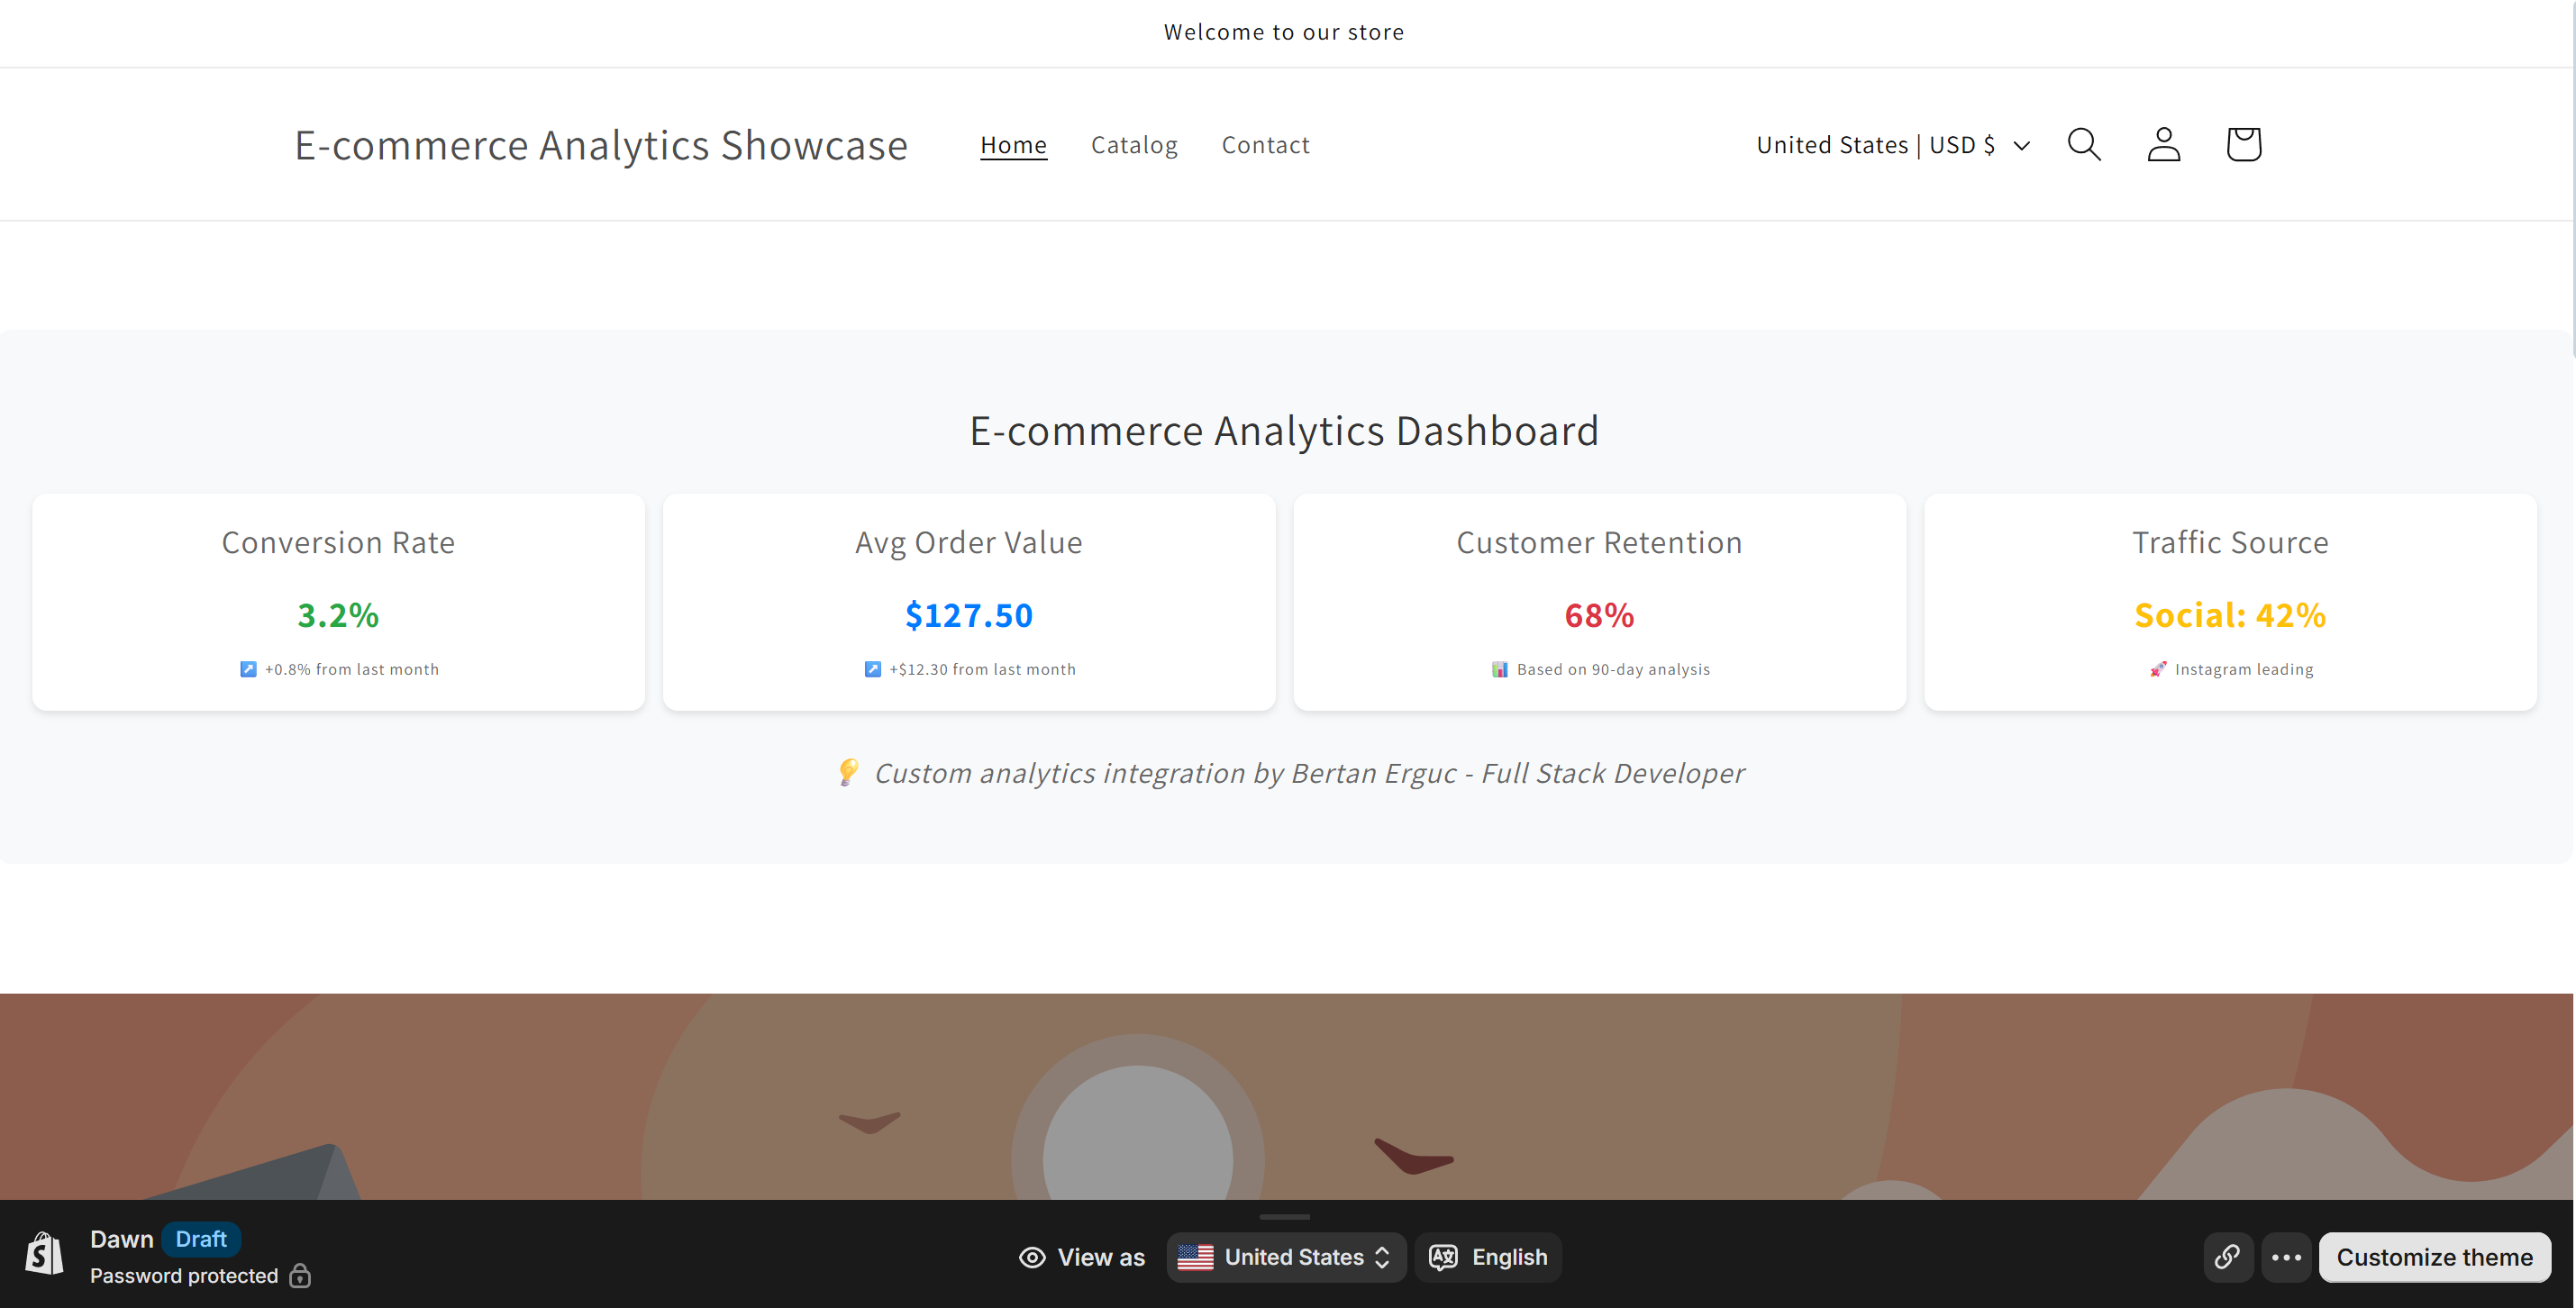 Welcome to our store
E-commerce Analytics Showcase
Home
Catalog
Contact
United States | USD $
E-commerce Analytics Dashboard
Conversion Rate
3.2%
+0.8% from last month
Avg Order Value
$127.50
+$12.30 from last month
Customer Retention
68%
Based on 90-day analysis
Traffic Source
Social: 42%
Instagram leading
Custom analytics integration by Bertan Erguc - Full Stack Developer
Dawn
Draft
Password protected
View as
United States
English
Customize theme